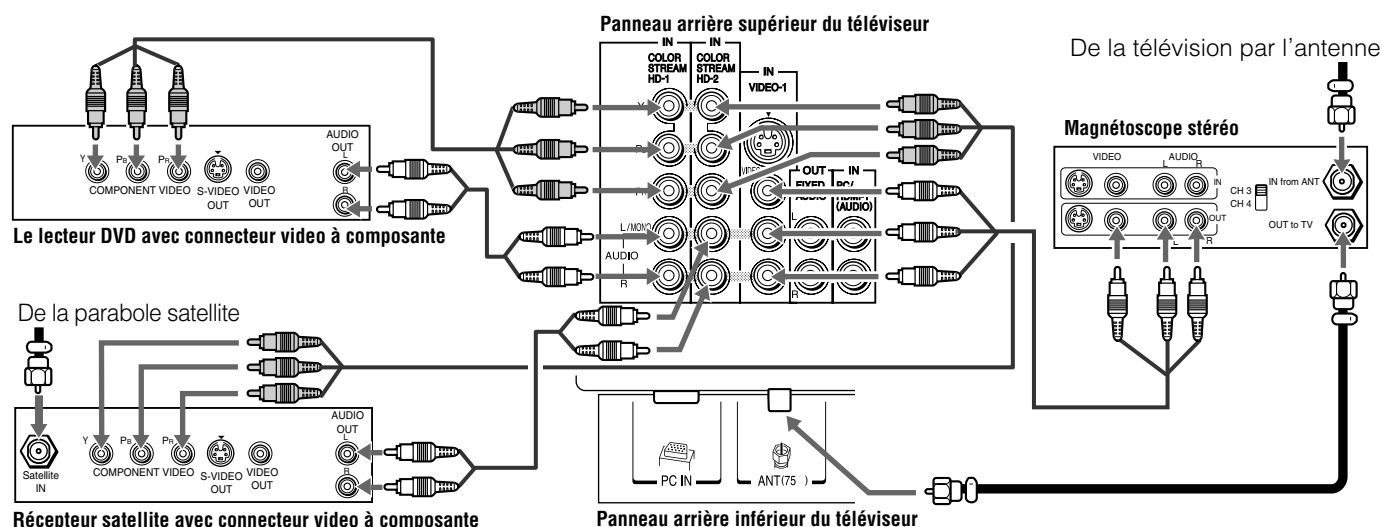 Panneau arrière supérieur du téléviseur
IN
COLOR
STREAM
HD-1
IN
COLOR
STREAM
HD-2
IN
VIDEO-1
Y
L/MONO
AUDIO
R
OUT
FIXED
AUDIO
L
R
IN
PC/
(AUDIO)
AUDIO
OUT
L
R
Y
PB
PR
COMPONENT VIDEO
S-VIDEO
OUT
VIDEO
OUT
Le lecteur DVD avec connecteur video à composante
De la télévision par l'antenne
Magnétoscope stéréo
VIDEO
L AUDIO R
IN
OUT
L
R
CH 3
CH 4
IN from ANT
OUT to TV
De la parabole satellite
Satellite
IN
Y
PB
PR
COMPONENT VIDEO
S-VIDEO
OUT
VIDEO
OUT
AUDIO
OUT
L
R
Récepteur satellite avec connecteur video à composante
PC IN
ANT(75 )
Panneau arrière inférieur du téléviseur